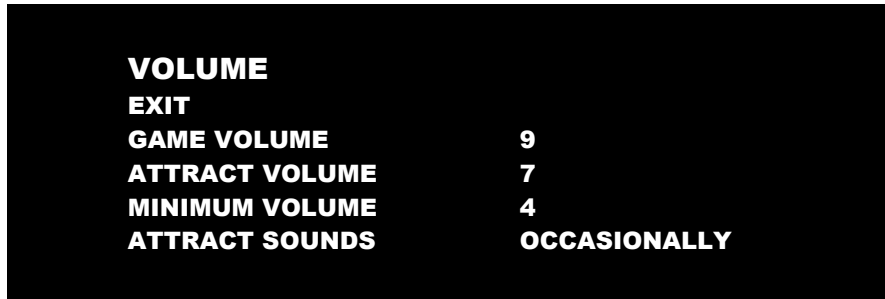 VOLUME
EXIT
GAME VOLUME 9
ATTRACT VOLUME 7
MINIMUM VOLUME 4
ATTRACT SOUNDS OCCASIONALLY